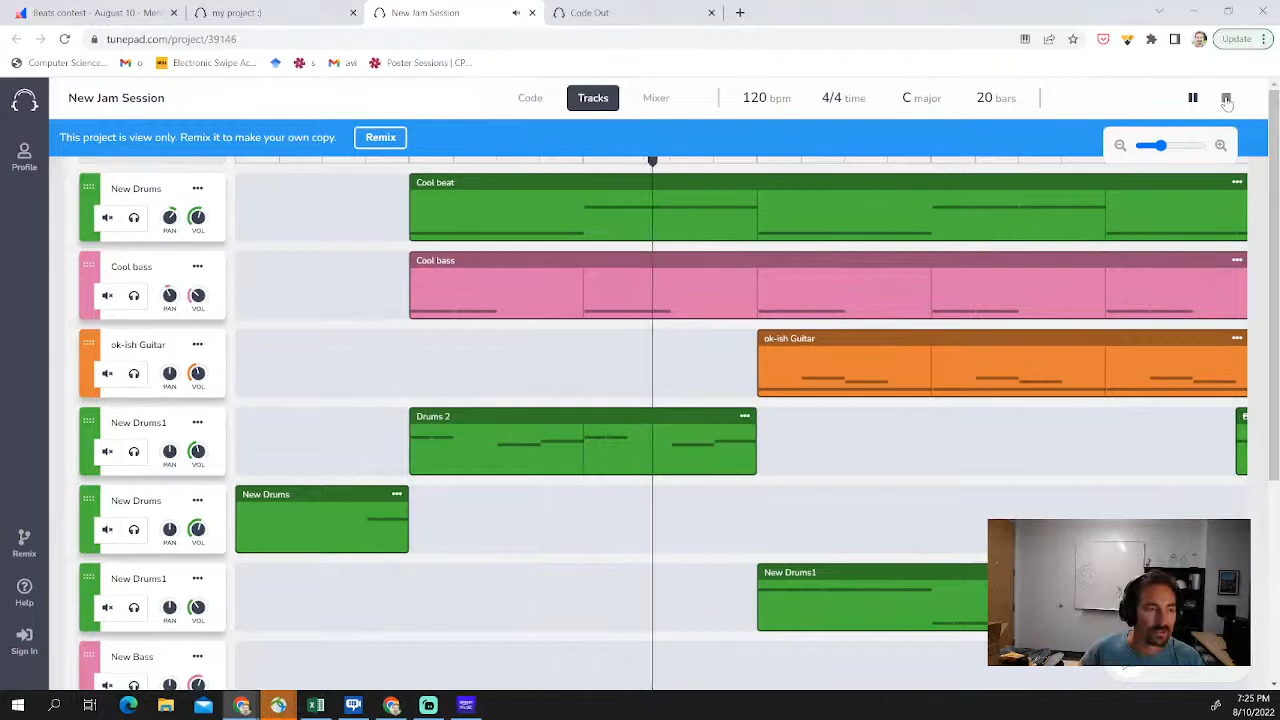 Beats contest - August 10 - Mer
my project :)
New Jam Session
Code Out
tunepad.com/project/39146
Update
Computer Science...
o
Electronic Swipe Ac...
s
avi
Poster Sessions (CP...
New Jam Session
Code
Tracks
Mixer
120 bpm
4/4 time
C major
20 bars
This project is view only. Remix it to make your own copy.
Remix
Profile
New Drums
PAN
VOL
Cool beat
Cool bass
PAN
VOL
Cool bass
ok-ish Guitar
PAN
VOL
ok-ish Guitar
New Drums1
PAN
VOL
Drums 2
New Drums
PAN
VOL
New Drums
New Drums1
PAN
VOL
New Drums1
New Bass
Remix
Help
Sign In
7:25 PM
8/10/2022